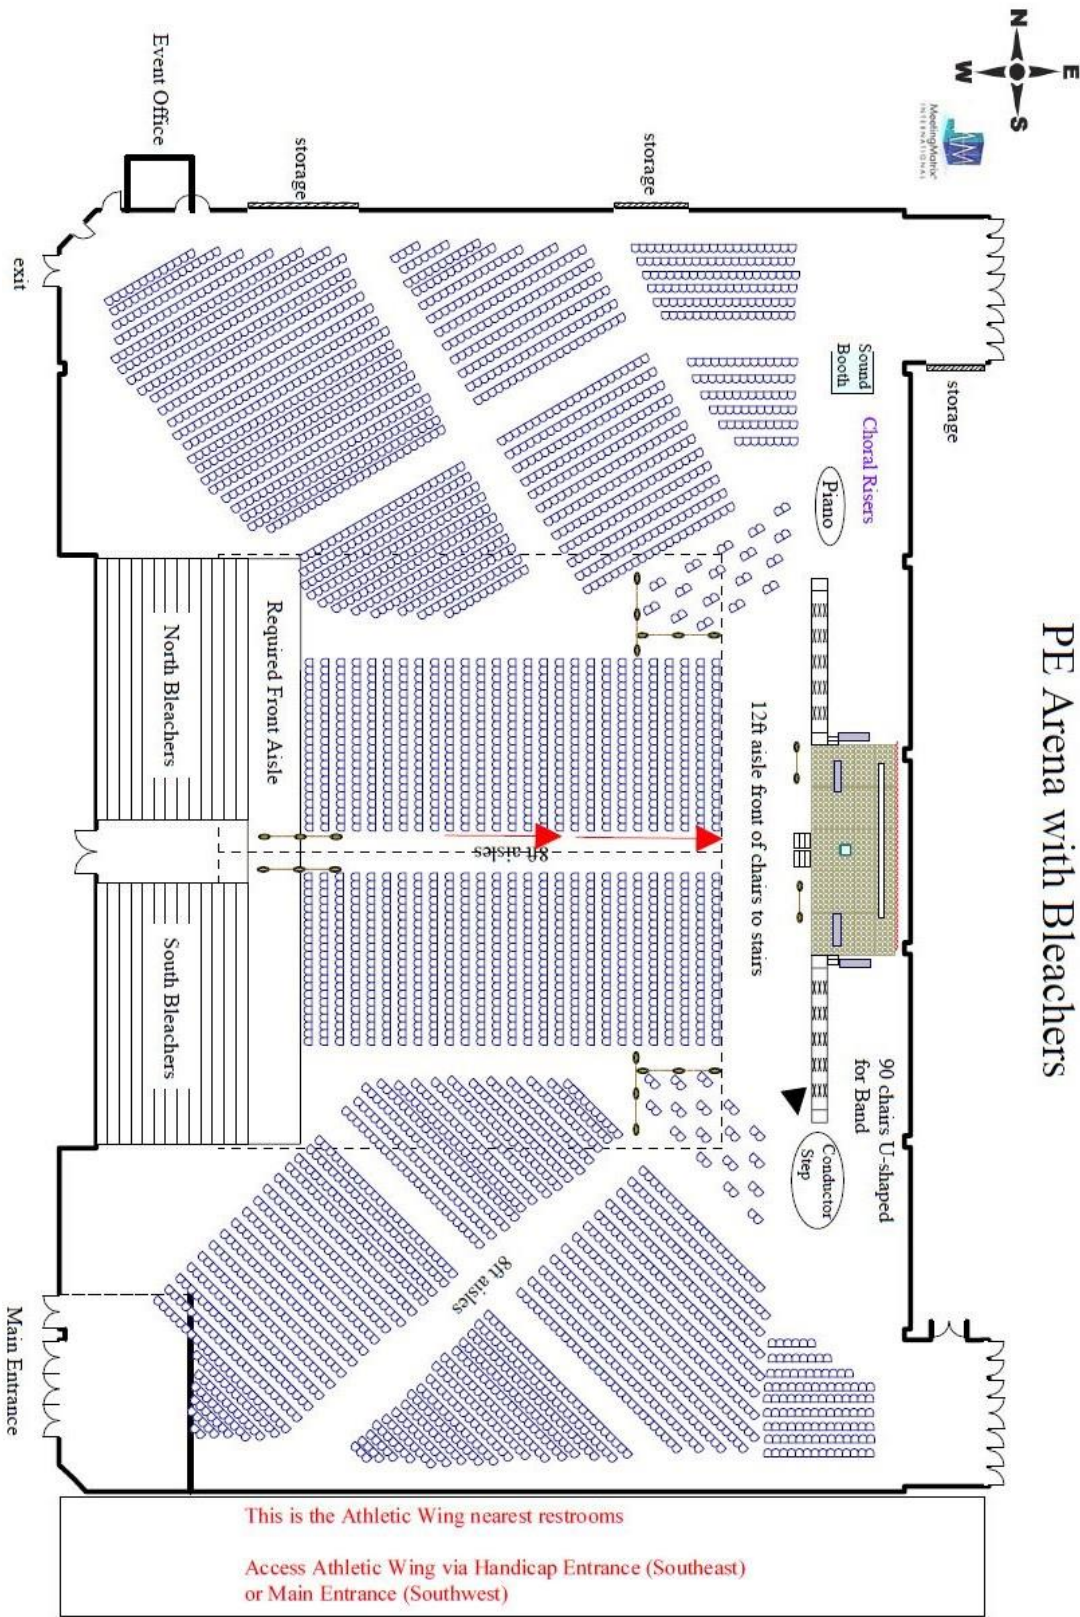 PE Arena with Bleachers
N
E
S
W
MeetingMatrix®
INTERNATIONAL
Event Office
storage
storage
storage
exit
Sound
Booth
Choral Risers
Piano
North Bleachers
Required Front Aisle
12ft aisle front of chairs to stairs
8ft aisles
South Bleachers
90 chairs U-shaped
for Band
Conductor
Step
8ft aisles
Main Entrance
This is the Athletic Wing nearest restrooms
Access Athletic Wing via Handicap Entrance (Southeast)
or Main Entrance (Southwest)